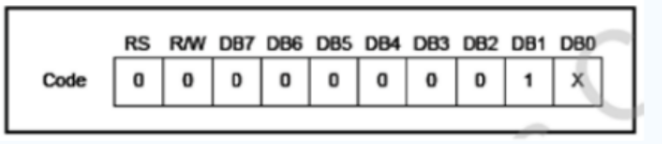 RS R/W DB7 DB6 DB5 DB4 DB3 DB2 DB1 DB0
Code 0 0 0 0 0 0 0 0 1 X